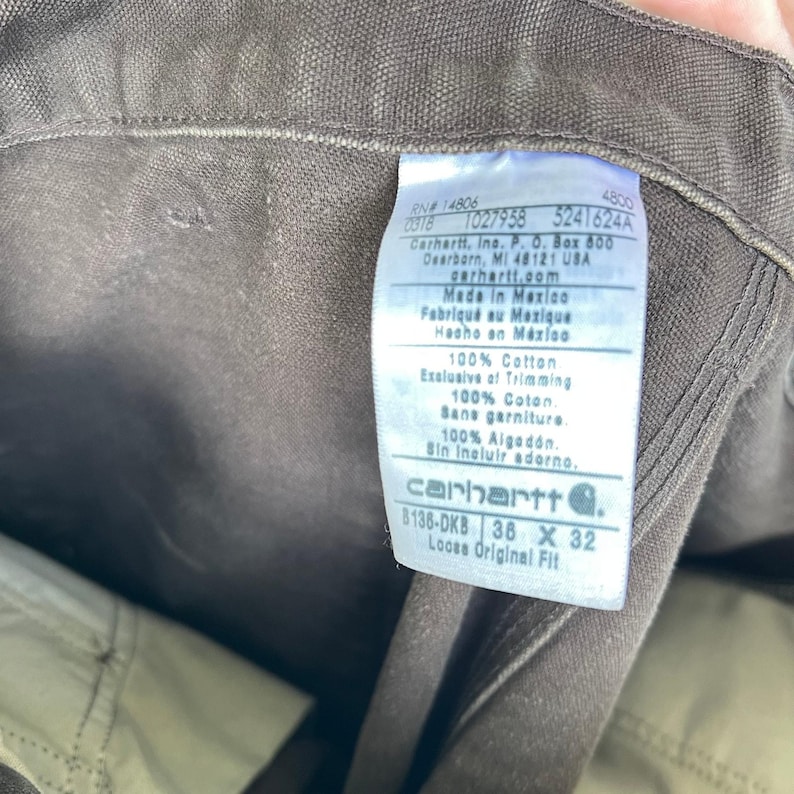 RN# 14806 4800
0318 1027958 5241624A
Carhartt, Inc. P. O. Box 600
Dearborn, MI 48121 USA
carhartt.com
Made in Mexico
Fabriqué au Mexique
Hecho en México
100% Cotton.
Exclusive of Trimming
100% Coton.
Sans garniture.
100% Algodón.
Sin incluir adorno.
carhartt
B136-DKB 36 X 32
Loose Original Fit